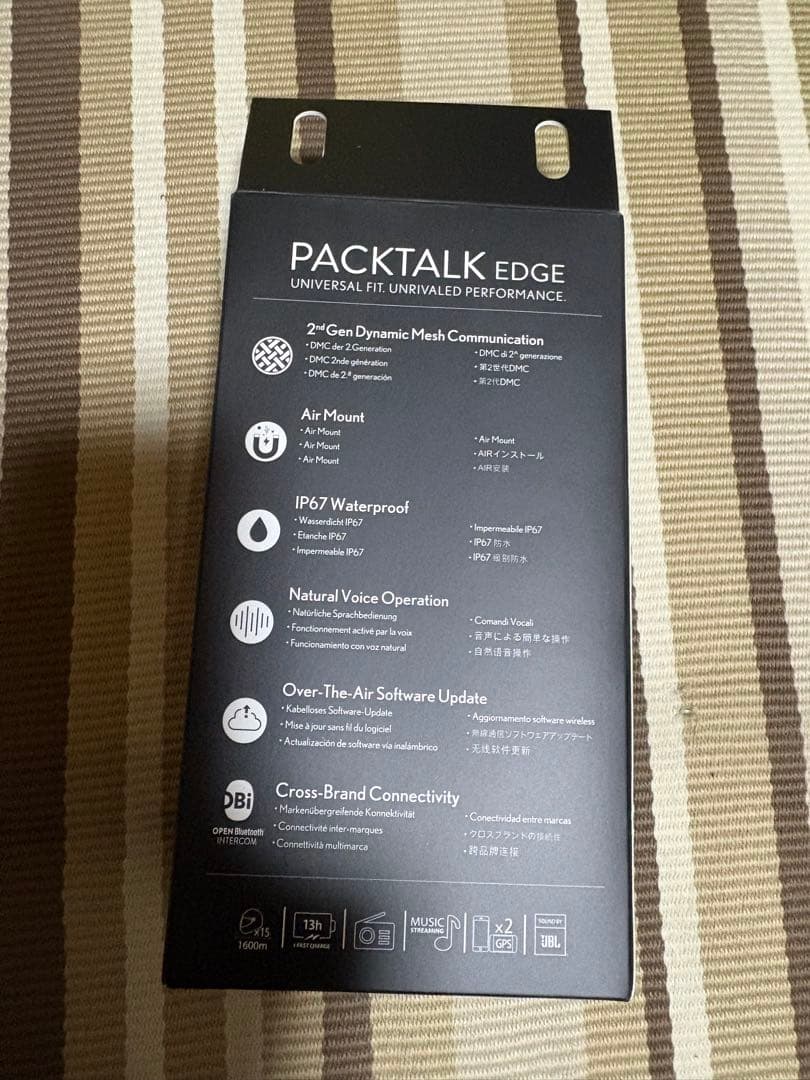 PACKTALK EDGE
UNIVERSAL FIT. UNRIVALED PERFORMANCE.
2nd Gen Dynamic Mesh Communication
• DMC der 2.Generation
• DMC 2nde génération
• DMC de 2.ª generación
• DMC di 2^ generazione
• 第2世代DMC
• 第2代DMC
Air Mount
• Air Mount
• Air Mount
• Air Mount
• Air Mount
• AIRインストール
• AIR安装
IP67 Waterproof
• Wasserdicht IP67
• Etanche IP67
• Impermeable IP67
• Impermeabile IP67
• IP67 防水
• IP67 级别防水
Natural Voice Operation
• Natürliche Sprachbedienung
• Fonctionnement activé par la voix
• Funcionamiento con voz natural
• Comandi Vocali
• 音声による簡単な操作
• 自然语音操作
Over-The-Air Software Update
• Kabelloses Software-Update
• Mise à jour sans fil du logiciel
• Actualización de software vía inalámbrico
• Aggiornamento software wireless
• 無線通信ソフトウェアアップデート
• 无线软件更新
OBi
OPEN Bluetooth
INTERCOM
Cross-Brand Connectivity
• Markenübergreifende Konnektivität
• Connectivité inter-marques
• Connettività multimarca
• Conectividad entre marcas
• クロスブランドの接続性
• 跨品牌连接
x15
1600m
13h
FAST CHARGE
MUSIC
STREAMING
x2
GPS
SOUND BY
JBL